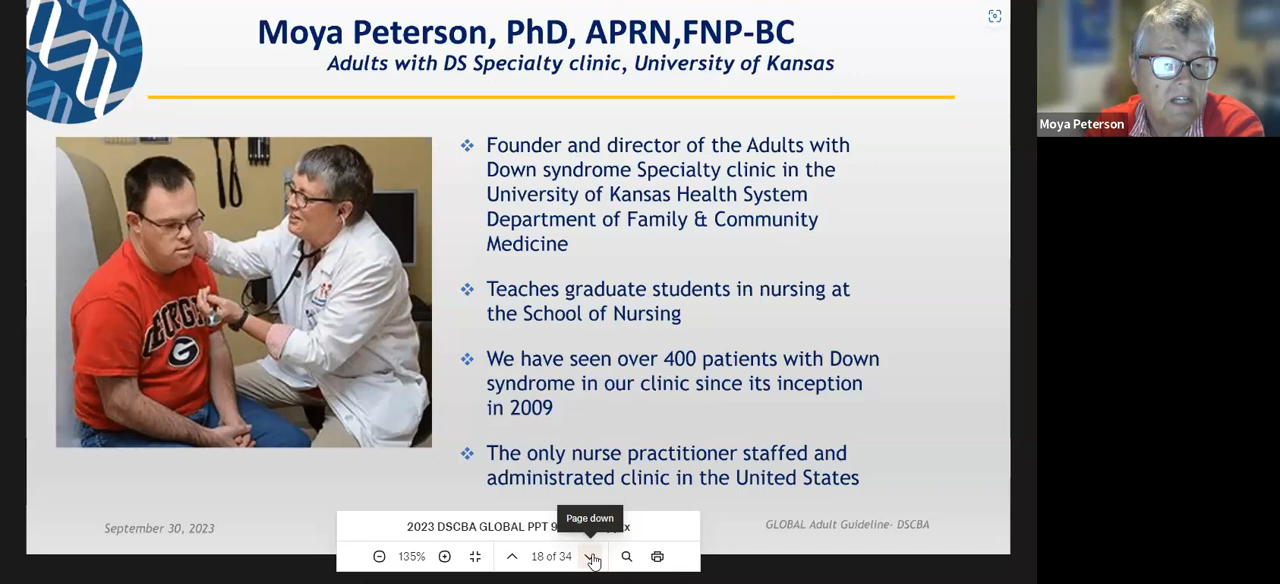 Moya Peterson, PhD, APRN,FNP-BC
Adults with DS Specialty clinic, University of Kansas
Founder and director of the Adults with
Down syndrome Specialty clinic in the
University of Kansas Health System
Department of Family & Community
Medicine
Teaches graduate students in nursing at
the School of Nursing
We have seen over 400 patients with Down
syndrome in our clinic since its inception
in 2009
The only nurse practitioner staffed and
administrated clinic in the United States
GEORGIA
G
September 30, 2023
GLOBAL Adult Guideline- DSCBA
Page down
2023 DSCBA GLOBAL PPT
135%
18 of 34
Moya Peterson